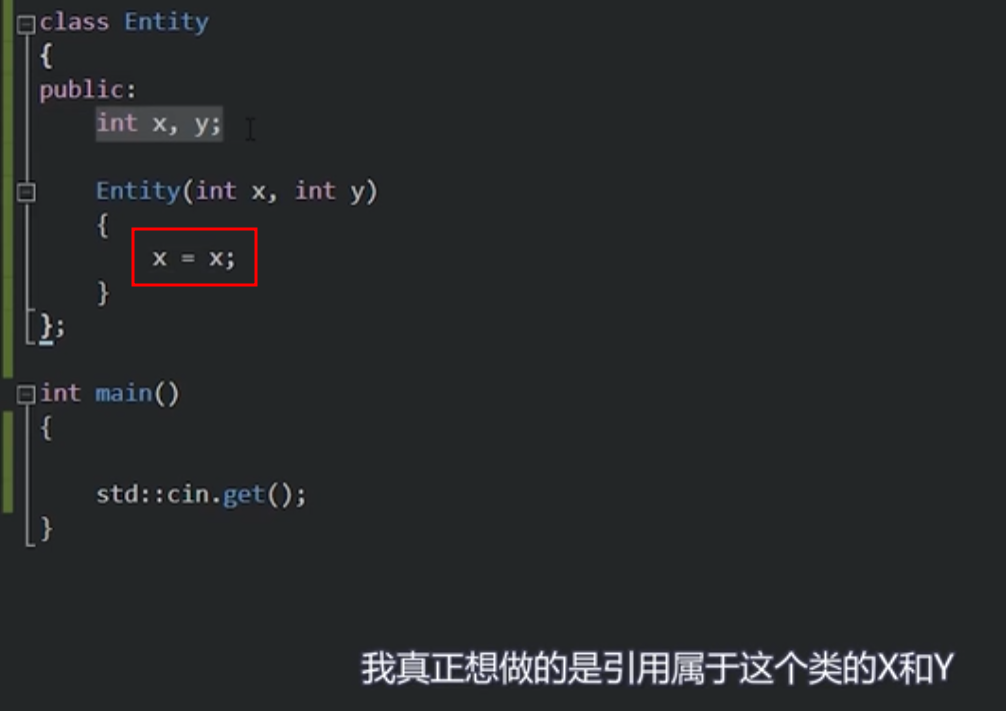 class Entity
{
public:
    int x, y;
    Entity(int x, int y)
    {
        x = x;
    }
};
int main()
{
    std::cin.get();
}
我真正想做的是引用属于这个类的X和Y